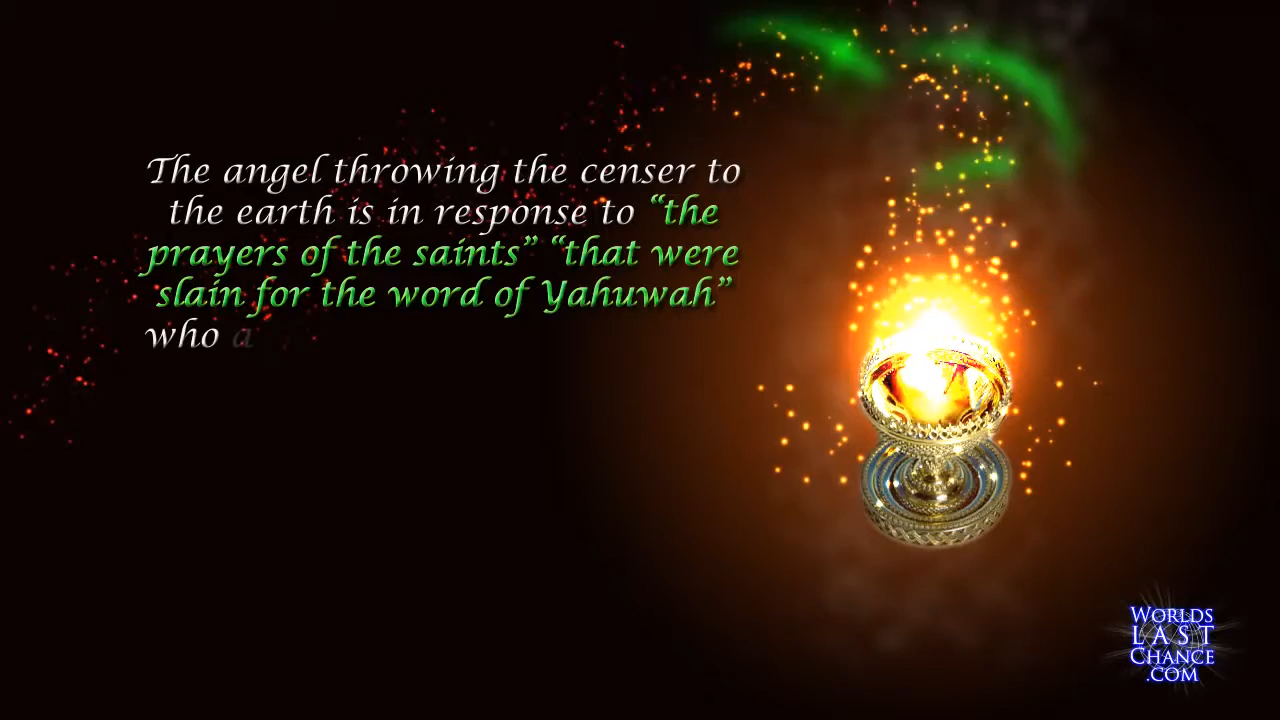 The angel throwing the censer to
the earth is in response to “the
prayers of the saints” “that were
slain for the word of Yahuwah”
who
WORLDS
LAST
CHANCE
.COM